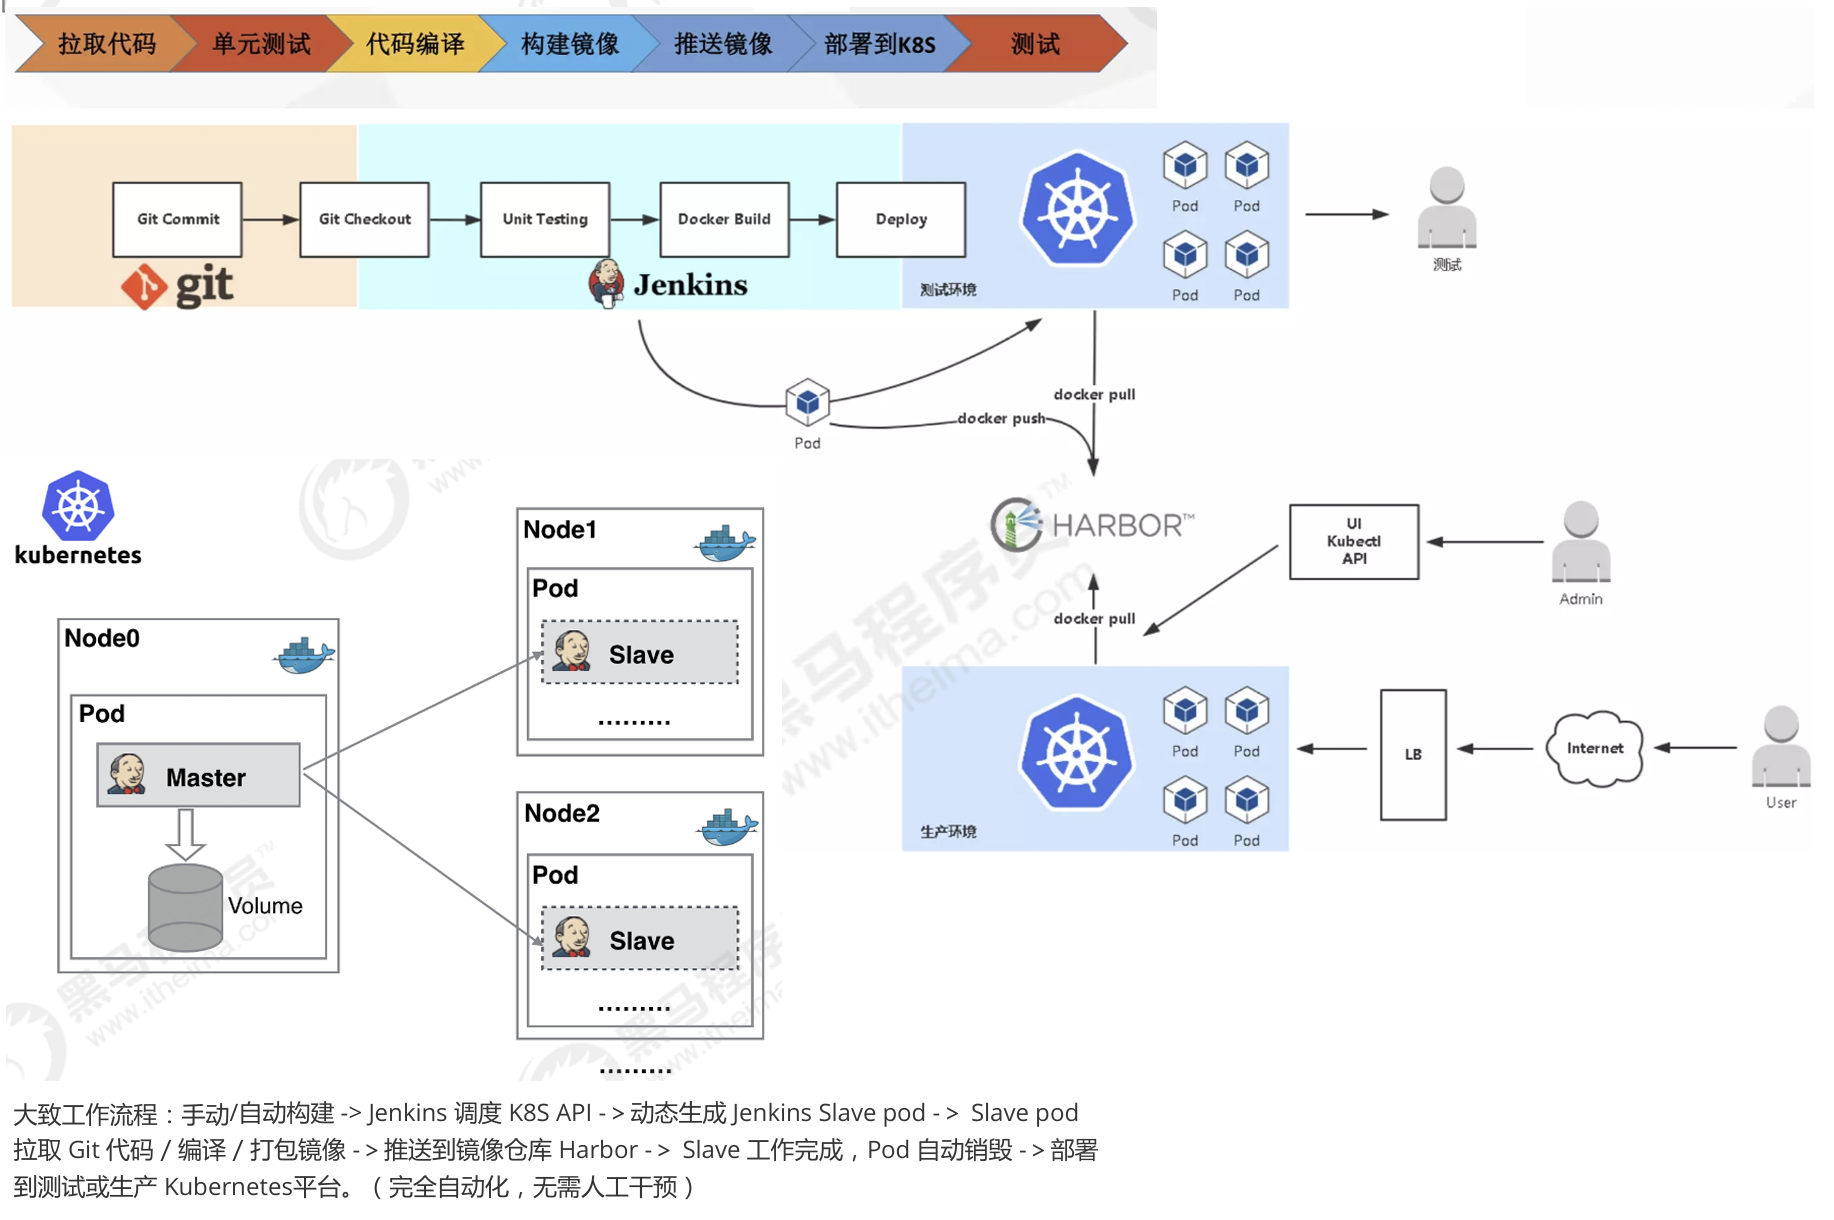 拉取代码
单元测试
代码编译
构建镜像
推送镜像
部署到K8S
测试
Git Commit
Git Checkout
Unit Testing
Docker Build
Deploy
git
Jenkins
测试环境
Pod
Pod
Pod
Pod
测试
Pod
docker pull
docker push
HARBOR™
UI
Kubectl
API
Admin
docker pull
生产环境
Pod
Pod
Pod
Pod
LB
Internet
User
kubernetes
Node0
Pod
Master
Volume
Node1
Pod
Slave
.........
Node2
Pod
Slave
.........
.........
黑马程序员
www.itheima.com
大致工作流程：手动/自动构建 -> Jenkins 调度 K8S API - > 动态生成 Jenkins Slave pod - > Slave pod
拉取 Git 代码 / 编译 / 打包镜像 - > 推送到镜像仓库 Harbor - > Slave 工作完成，Pod 自动销毁 - > 部署
到测试或生产 Kubernetes平台。（完全自动化，无需人工干预）